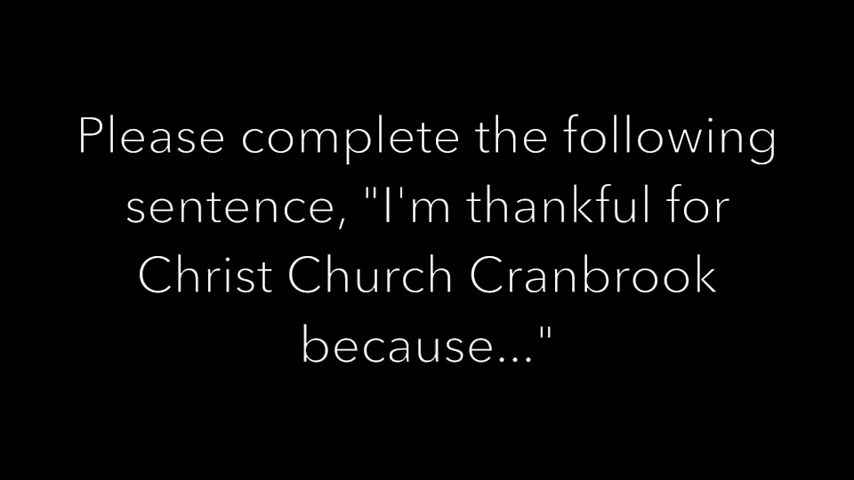 Please complete the following
sentence, "I'm thankful for
Christ Church Cranbrook
because..."